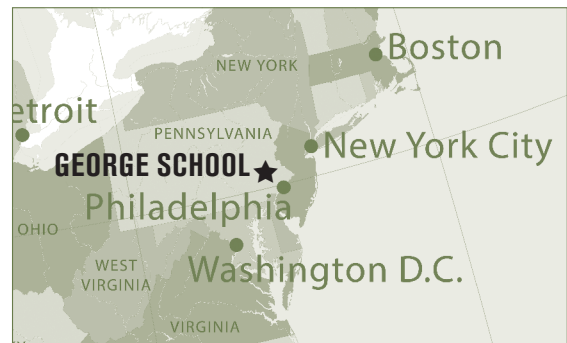 Boston
NEW YORK
etroit
PENNSYLVANIA
New York City
GEORGE SCHOOL
Philadelphia
OHIO
Washington D.C.
WEST
VIRGINIA
VIRGINIA